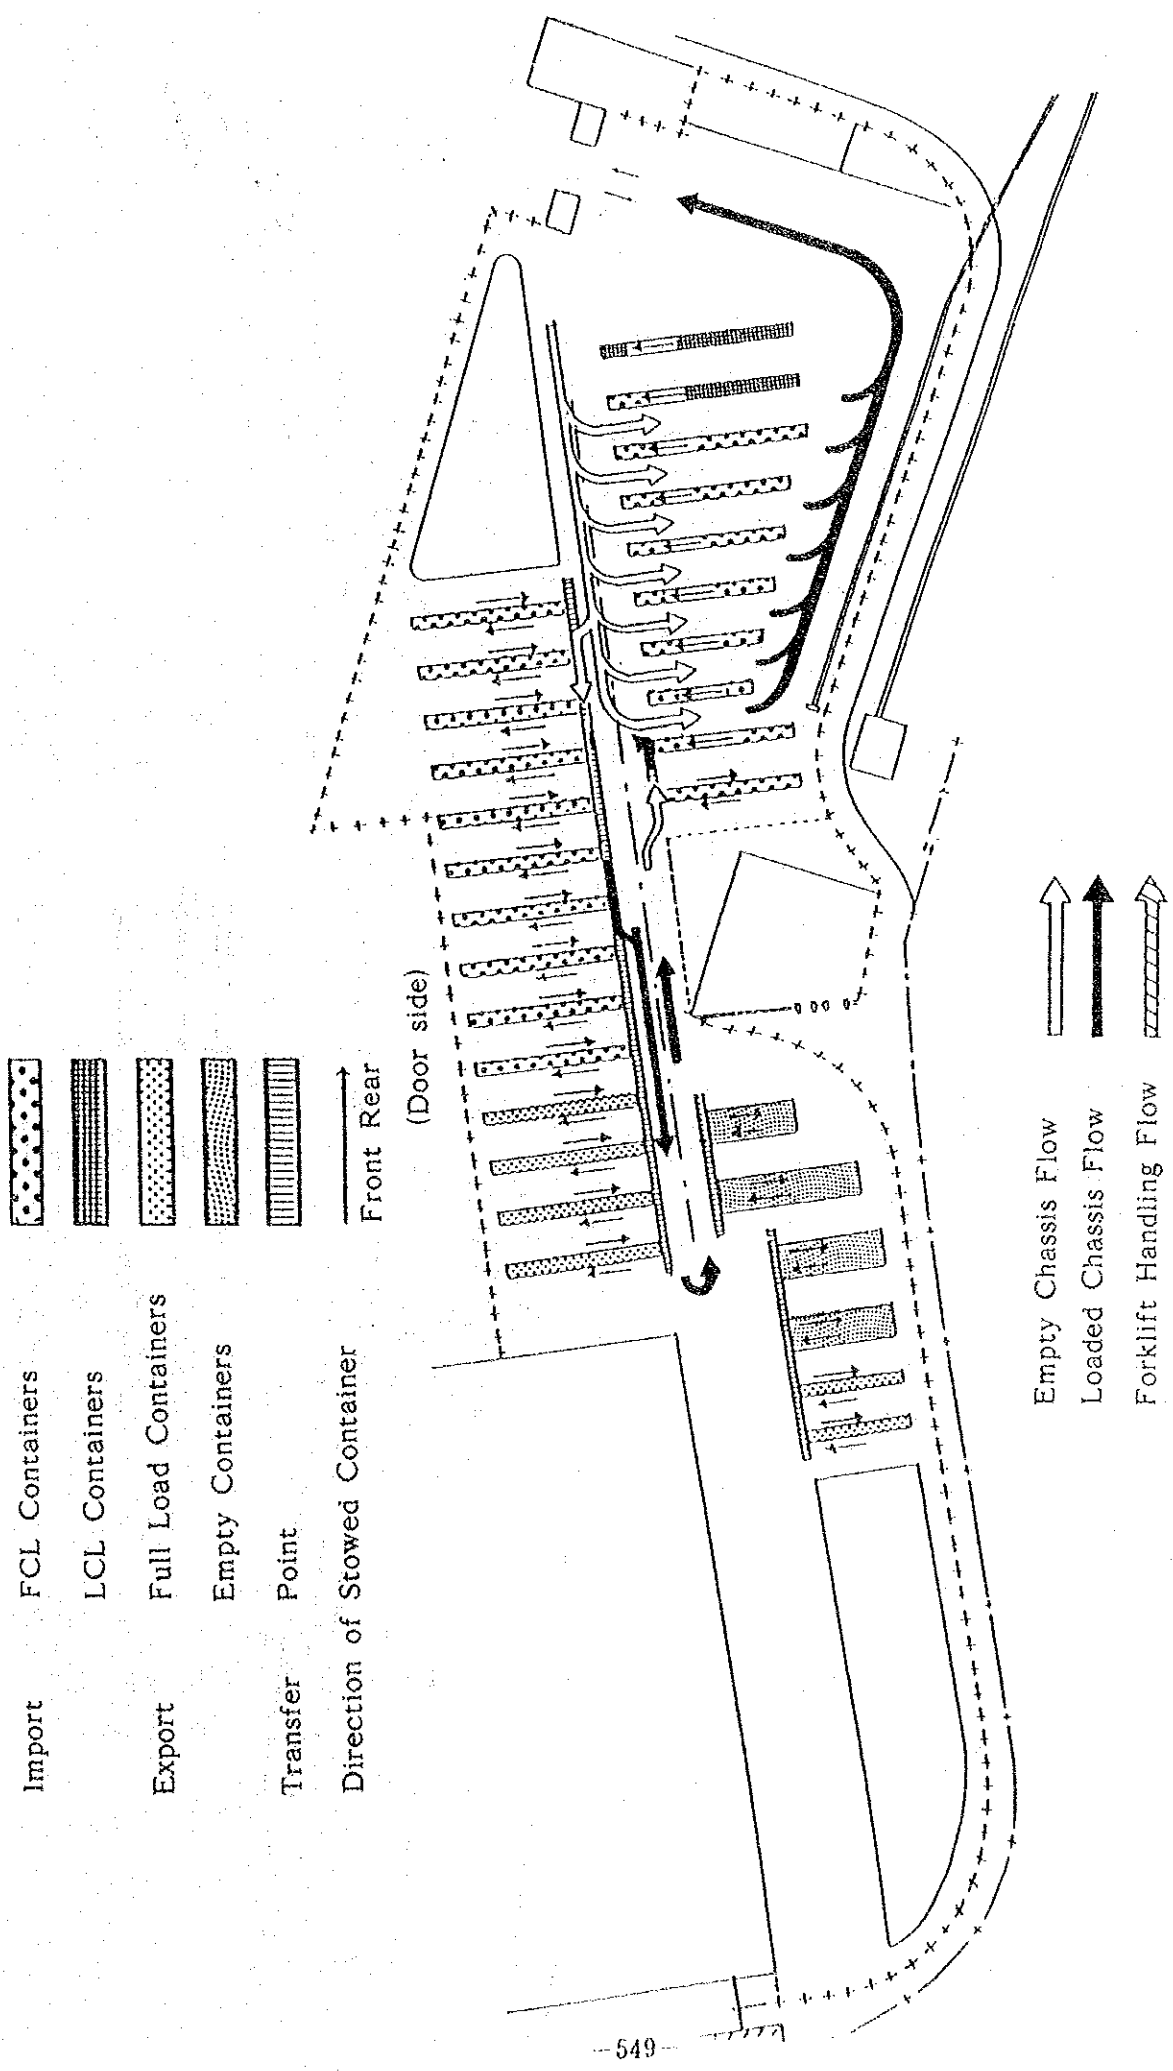 Import FCL Containers
LCL Containers
Export Full Load Containers
Empty Containers
Transfer Point
Direction of Stowed Container
Front Rear
(Door side)
Empty Chassis Flow
Loaded Chassis Flow
Forklift Handling Flow
—549—